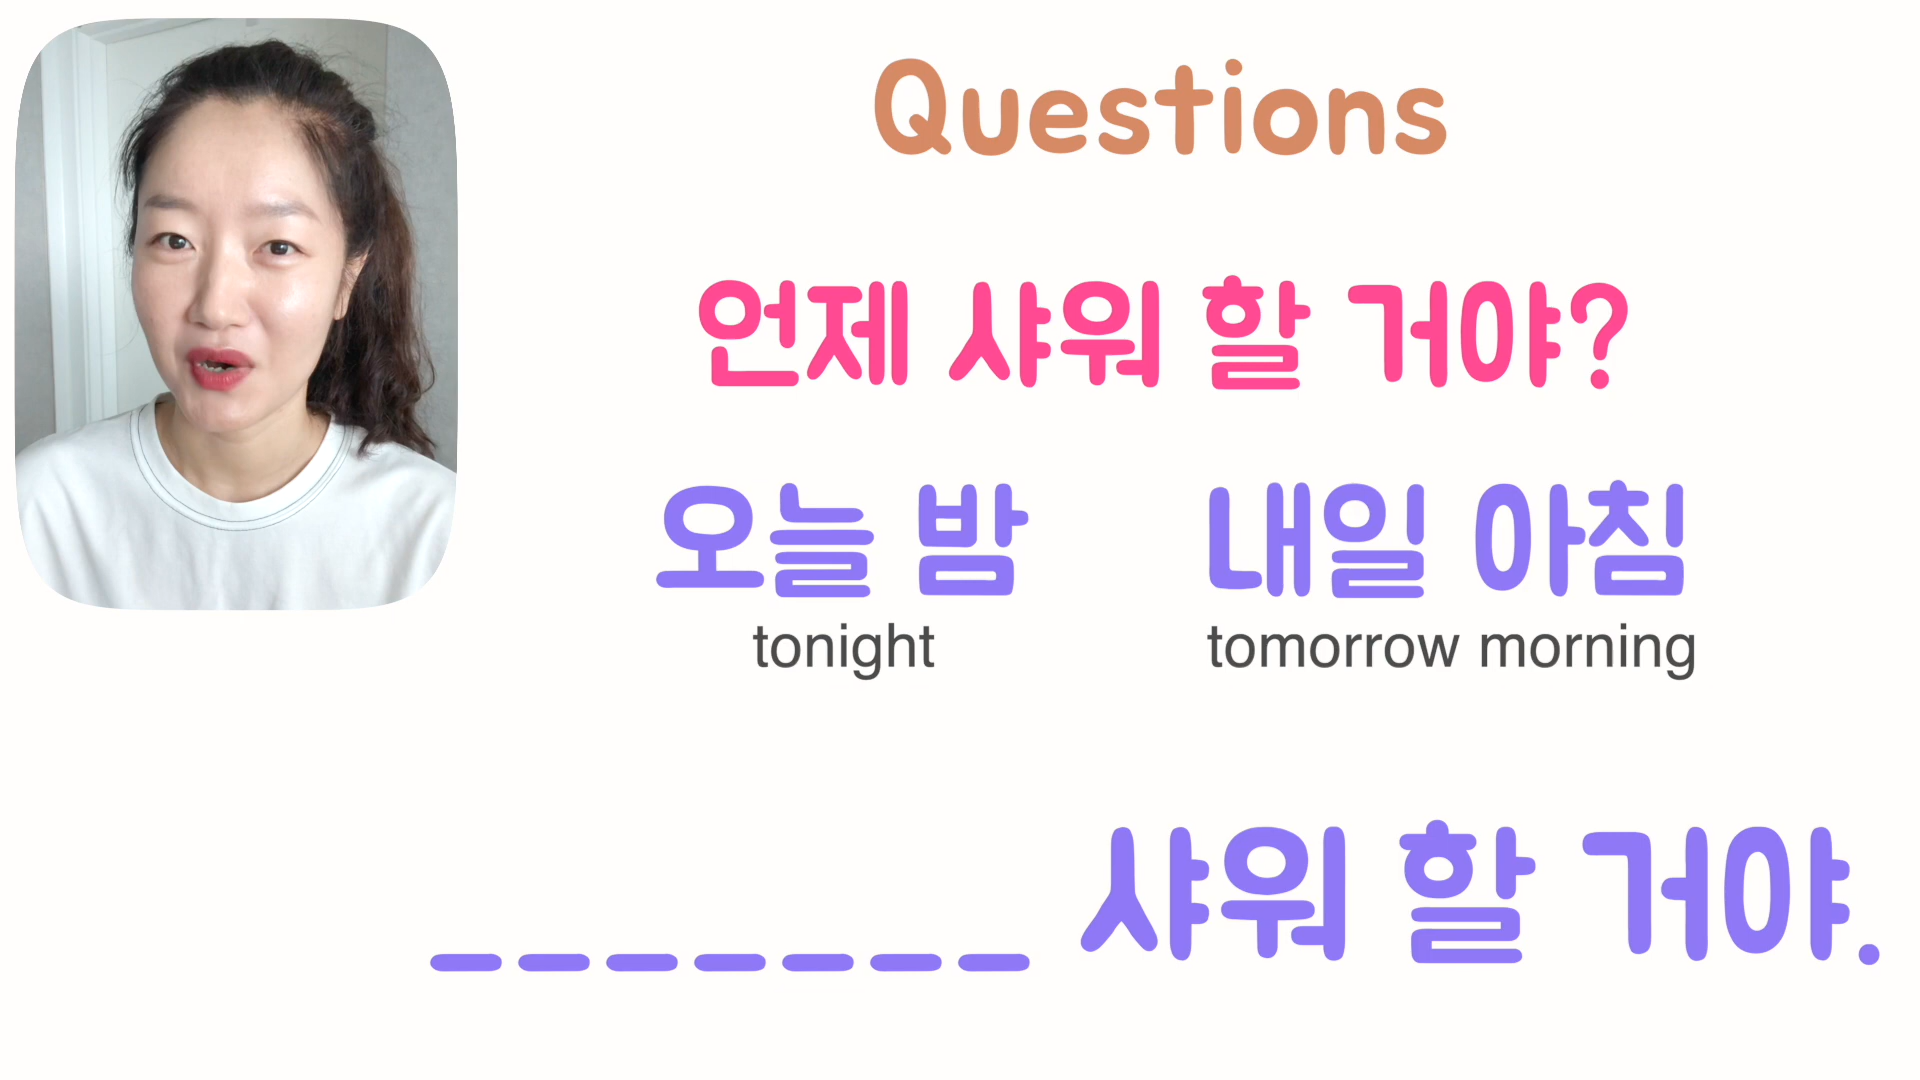 Questions
언제 샤워 할 거야?
오늘 밤 내일 아침
tonight tomorrow morning
_______ 샤워 할 거야.